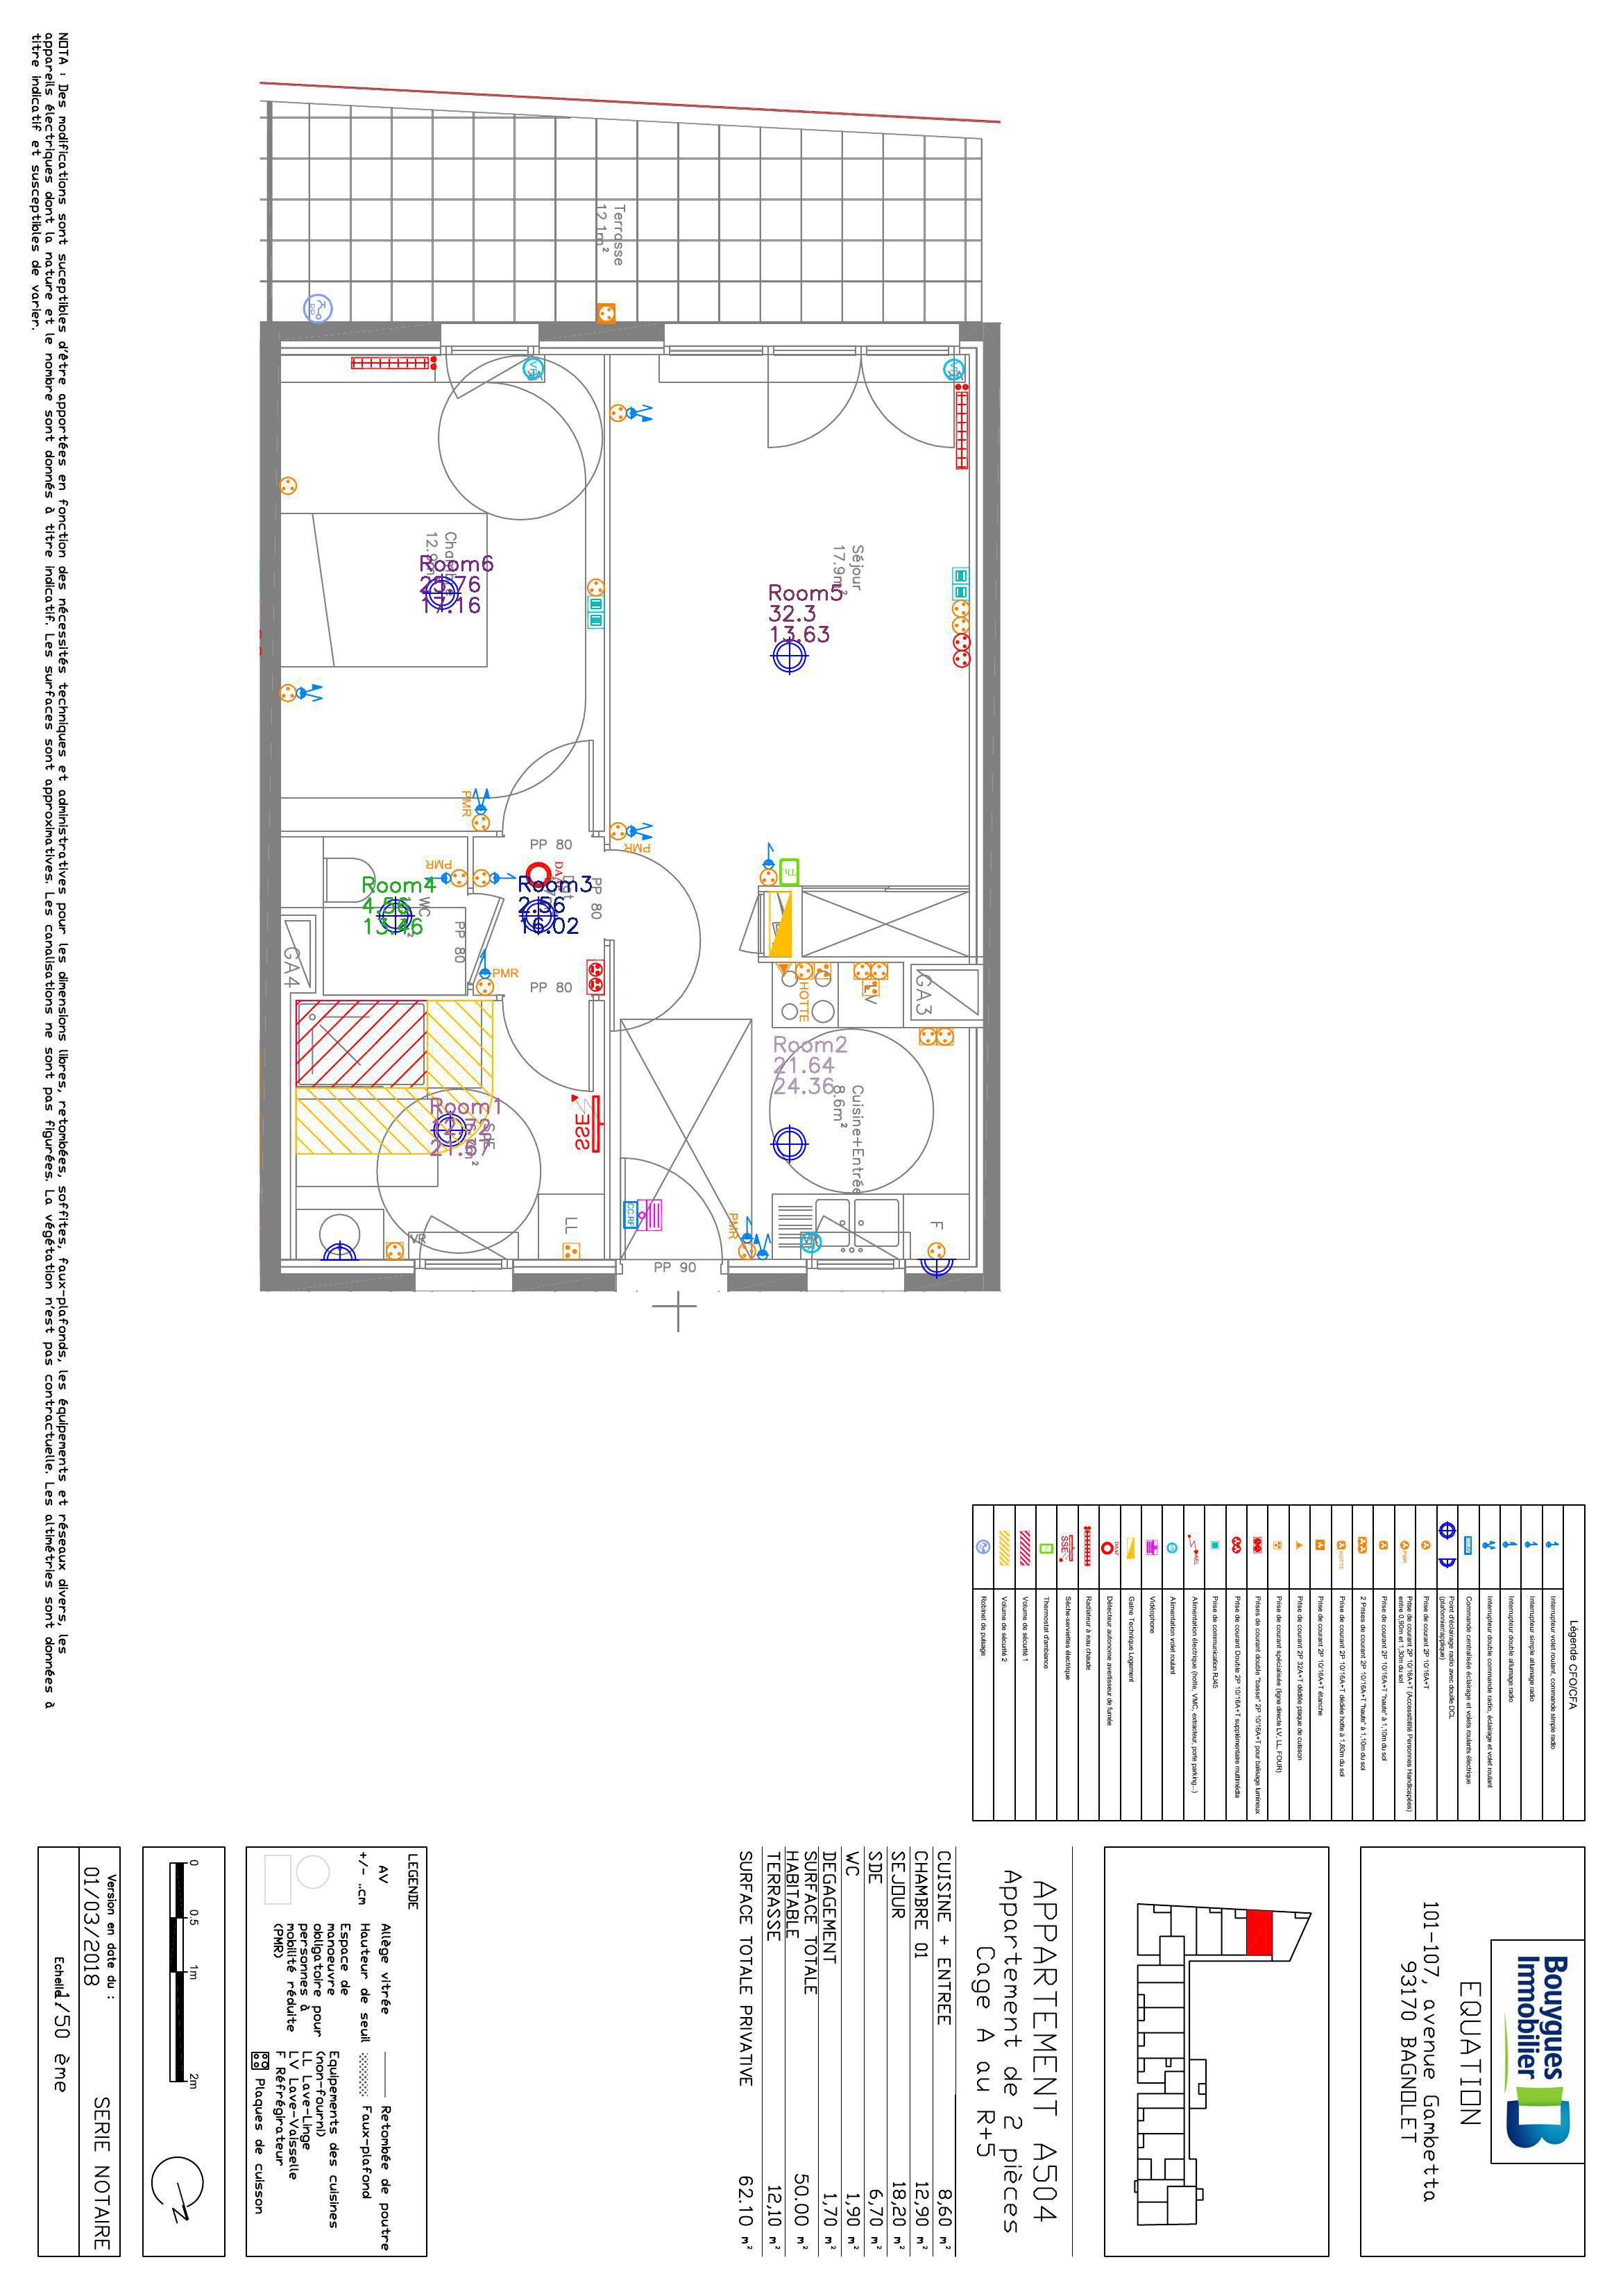 NOTA : Des modifications sont suceptibles d'être apportées en fonction des nécessités techniques et administratives pour les dimensions libres, retombées, soffites, faux-plafonds, les équipements et réseaux divers, les
appareils électriques dont la nature et le nombre sont donnés à titre indicatif. Les surfaces sont approximatives. Les canalisations ne sont pas figurées. La végétation n'est pas contractuelle. Les altimétries sont données à
titre indicatif et susceptibles de varier.
Terrasse
12.1m²
RP
VR
VR
Séjour
17.9m²
Room6
17.16
Room5
32.3
13.63
PMR
PMR
PMR
PP 80
PP 80
PP 80
PP 80
Room4
4.56
13.46
WC
Room3
2.56
16.02
GA4
PMR
HOTTE
LV
GA3
Room2
21.64
24.36
Cuisine+Entrée
8.6m²
Room1
21.67
SSE
LL
VR
PMR
VR
F
PP 90
Légende CFO/CFA
Interrupteur volet roulant, commande simple radio
Interrupteur simple allumage radio
Interrupteur double allumage radio
Interrupteur double commande radio, éclairage et volet roulant
Commande centralisée éclairage et volets roulants électrique
Point d'éclairage radio avec douille DCL
(plafonnier/applique)
Prise de courant 2P 10/16A+T
PMR
Prise de courant 2P 10/16A+T (Accessibilité Personnes Handicapées)
entre 0,90m et 1,30m du sol
Prise de courant 2P 10/16A+T "haute" à 1,10m du sol
2 Prises de courant 2P 10/16A+T "haute" à 1,10m du sol
HOTTE
Prise de courant 2P 10/16A+T dédiée hotte à 1,80m du sol
Prise de courant 2P 10/16A+T étanche
Prise de courant 2P 32A+T dédiée plaque de cuisson
Prise de courant spécialisée (ligne directe LV, LL, FOUR)
Prises de courant double "basse" 2P 10/16A+T pour balisage lumineux
Prise de courant Double 2P 10/16A+T supplémentaire multimédia
Prise de communication RJ45
Alimentation électrique (hotte, VMC, extracteur, porte parking...)
Alimentation volet roulant
Vidéophone
Gaine Technique Logement
Détecteur autonome avertisseur de fumée
Radiateur à eau chaude
SSE
Sèche-serviettes électrique
Thermostat d'ambiance
Volume de sécurité 1
Volume de sécurité 2
Robinet de puisage
Bouygues
Immobilier
EQUATION
101-107, avenue Gambetta
93170 BAGNOLET
APPARTEMENT A504
Appartement de 2 pièces
Cage A au R+5
CUISINE + ENTREE 8,60 m²
CHAMBRE 01 12,90 m²
SEJOUR 18,20 m²
SDE 6,70 m²
WC 1,90 m²
DEGAGEMENT 1,70 m²
SURFACE TOTALE
HABITABLE 50.00 m²
TERRASSE 12,10 m²
SURFACE TOTALE PRIVATIVE 62.10 m²
LEGENDE
AV Allège vitrée
+/- ..cm Hauteur de seuil
Espace de
manoeuvre
obligatoire pour
personnes à
mobilité réduite
(PMR)
Retombée de poutre
Faux-plafond
Equipements des cuisines
(non-fourni)
LL Lave-Linge
LV Lave-Vaisselle
F Réfrigérateur
Plaques de cuisson
0 0.5 1m 2m
N
Version en date du :
01/03/2018
SERIE NOTAIRE
Echelle 1/50 ème